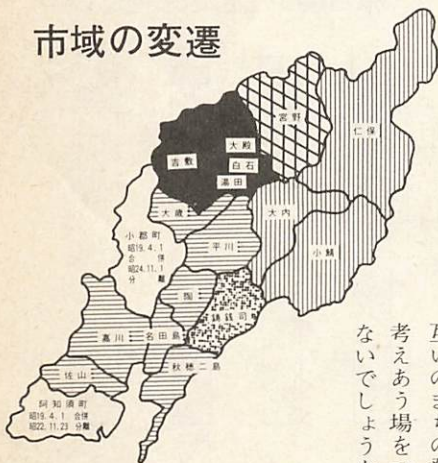 市域の変遷
宮野
仁保
大殿
吉敷
白石
湯田
大歳
大内
小郡町
昭19.4.1
合併
昭24.11.1
分離
平川
小鯖
陶
鋳銭司
嘉川
名田島
秋穂二島
佐山
阿知須町
昭19.4.1 合併
昭22.11.23 分離
考えあう場を
ないでしょうか